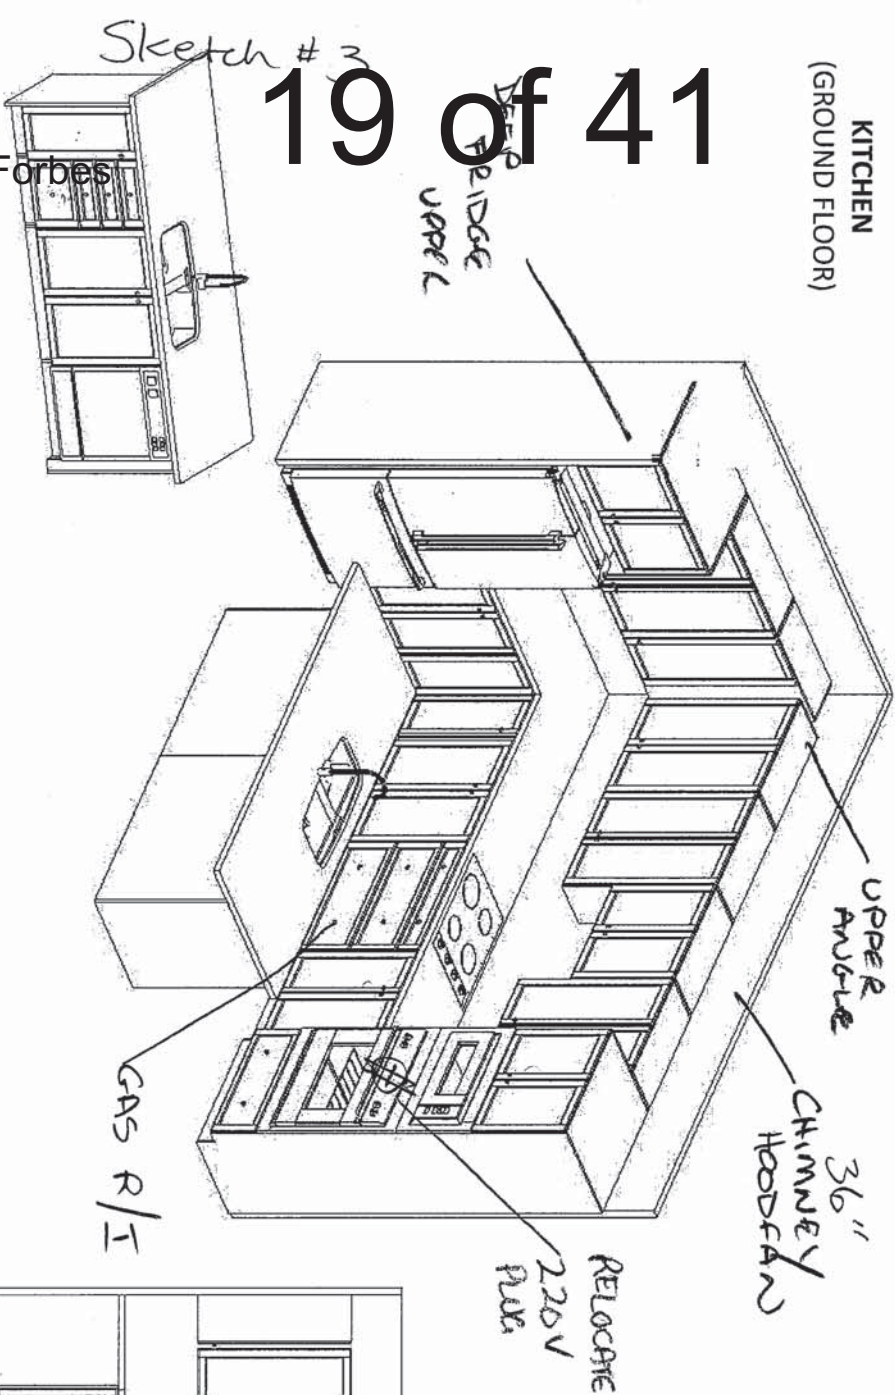 Sketch # 3
19 of 41
Forbes
KITCHEN
(GROUND FLOOR)
DEEP
FRIDGE
UPPER
UPPER
ANGLE
36"
CHIMNEY
HOODFAN
GAS R/I
RELOCATE
220V
PLUG